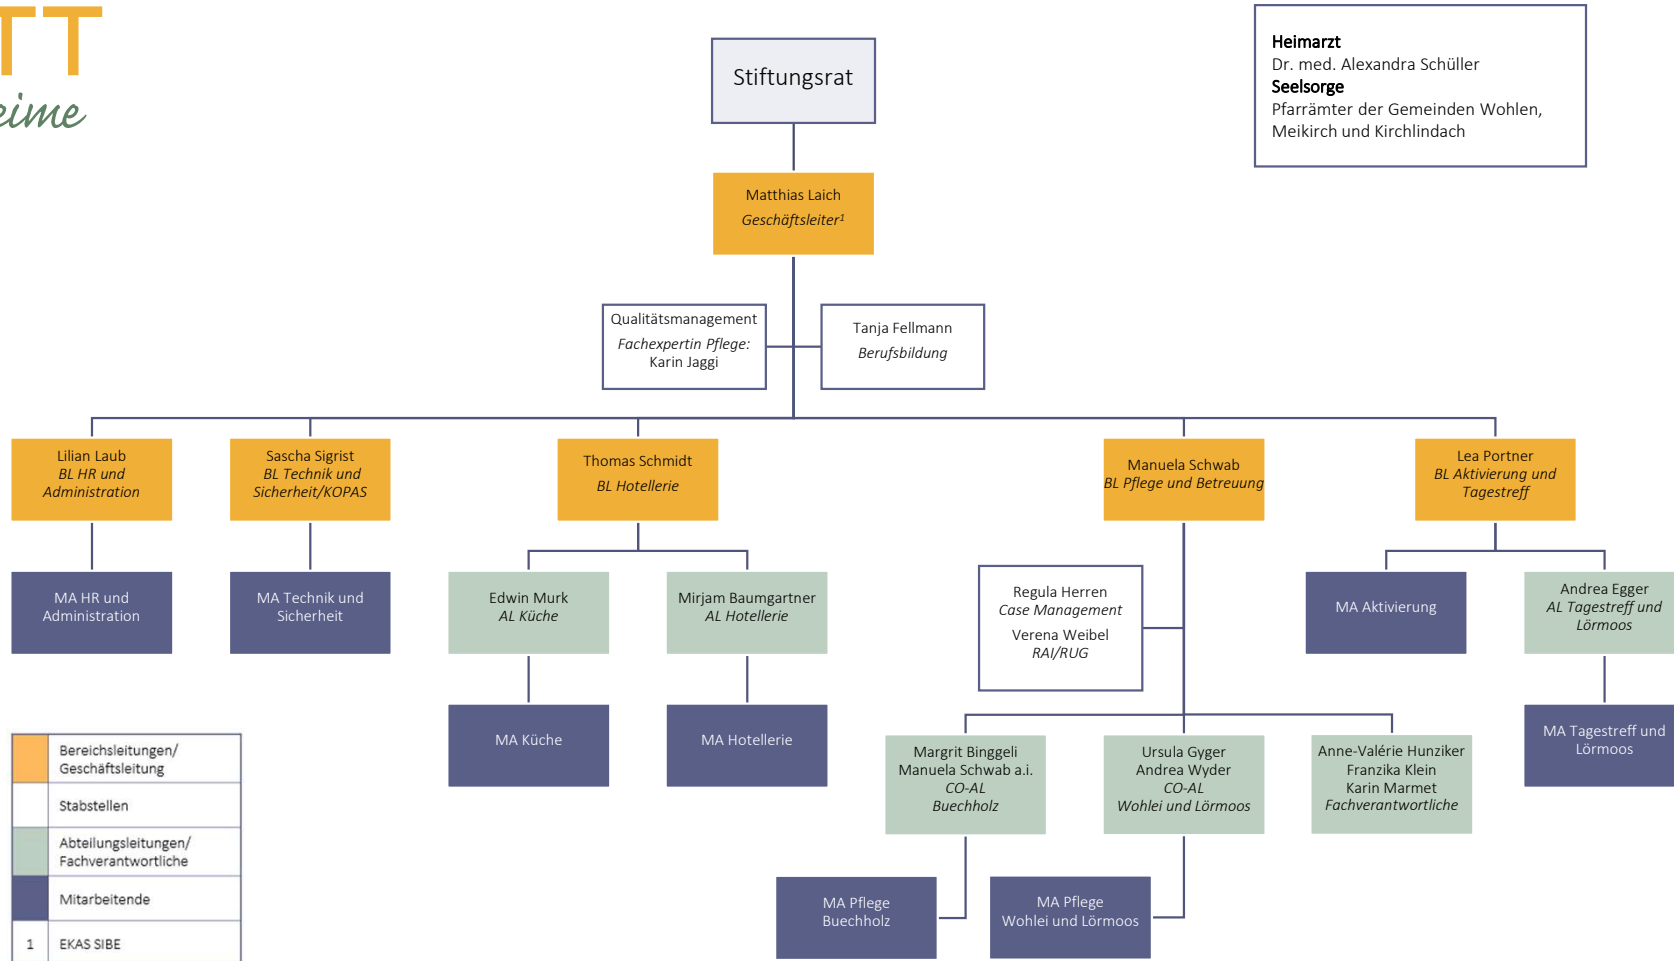 TT
eime
Heimarzt
Dr. med. Alexandra Schüller
Seelsorge
Pfarrämter der Gemeinden Wohlen,
Meikirch und Kirchlindach
Stiftungsrat
Matthias Laich
Geschäftsleiter¹
Qualitätsmanagement
Fachexpertin Pflege:
Karin Jaggi
Tanja Fellmann
Berufsbildung
Lilian Laub
BL HR und
Administration
Sascha Sigrist
BL Technik und
Sicherheit/KOPAS
Thomas Schmidt
BL Hotellerie
Manuela Schwab
BL Pflege und Betreuung
Lea Portner
BL Aktivierung und
Tagestreff
MA HR und
Administration
MA Technik und
Sicherheit
Edwin Murk
AL Küche
Mirjam Baumgartner
AL Hotellerie
Regula Herren
Case Management
Verena Weibel
RAI/RUG
MA Aktivierung
Andrea Egger
AL Tagestreff und
Lörmoos
MA Küche
MA Hotellerie
Margrit Binggeli
Manuela Schwab a.i.
CO-AL
Buechholz
Ursula Gyger
Andrea Wyder
CO-AL
Wohlei und Lörmoos
Anne-Valérie Hunziker
Franzika Klein
Karin Marmet
Fachverantwortliche
MA Tagestreff und
Lörmoos
MA Pflege
Buechholz
MA Pflege
Wohlei und Lörmoos
Bereichsleitungen/
Geschäftsleitung
Stabstellen
Abteilungsleitungen/
Fachverantwortliche
Mitarbeitende
1 EKAS SIBE